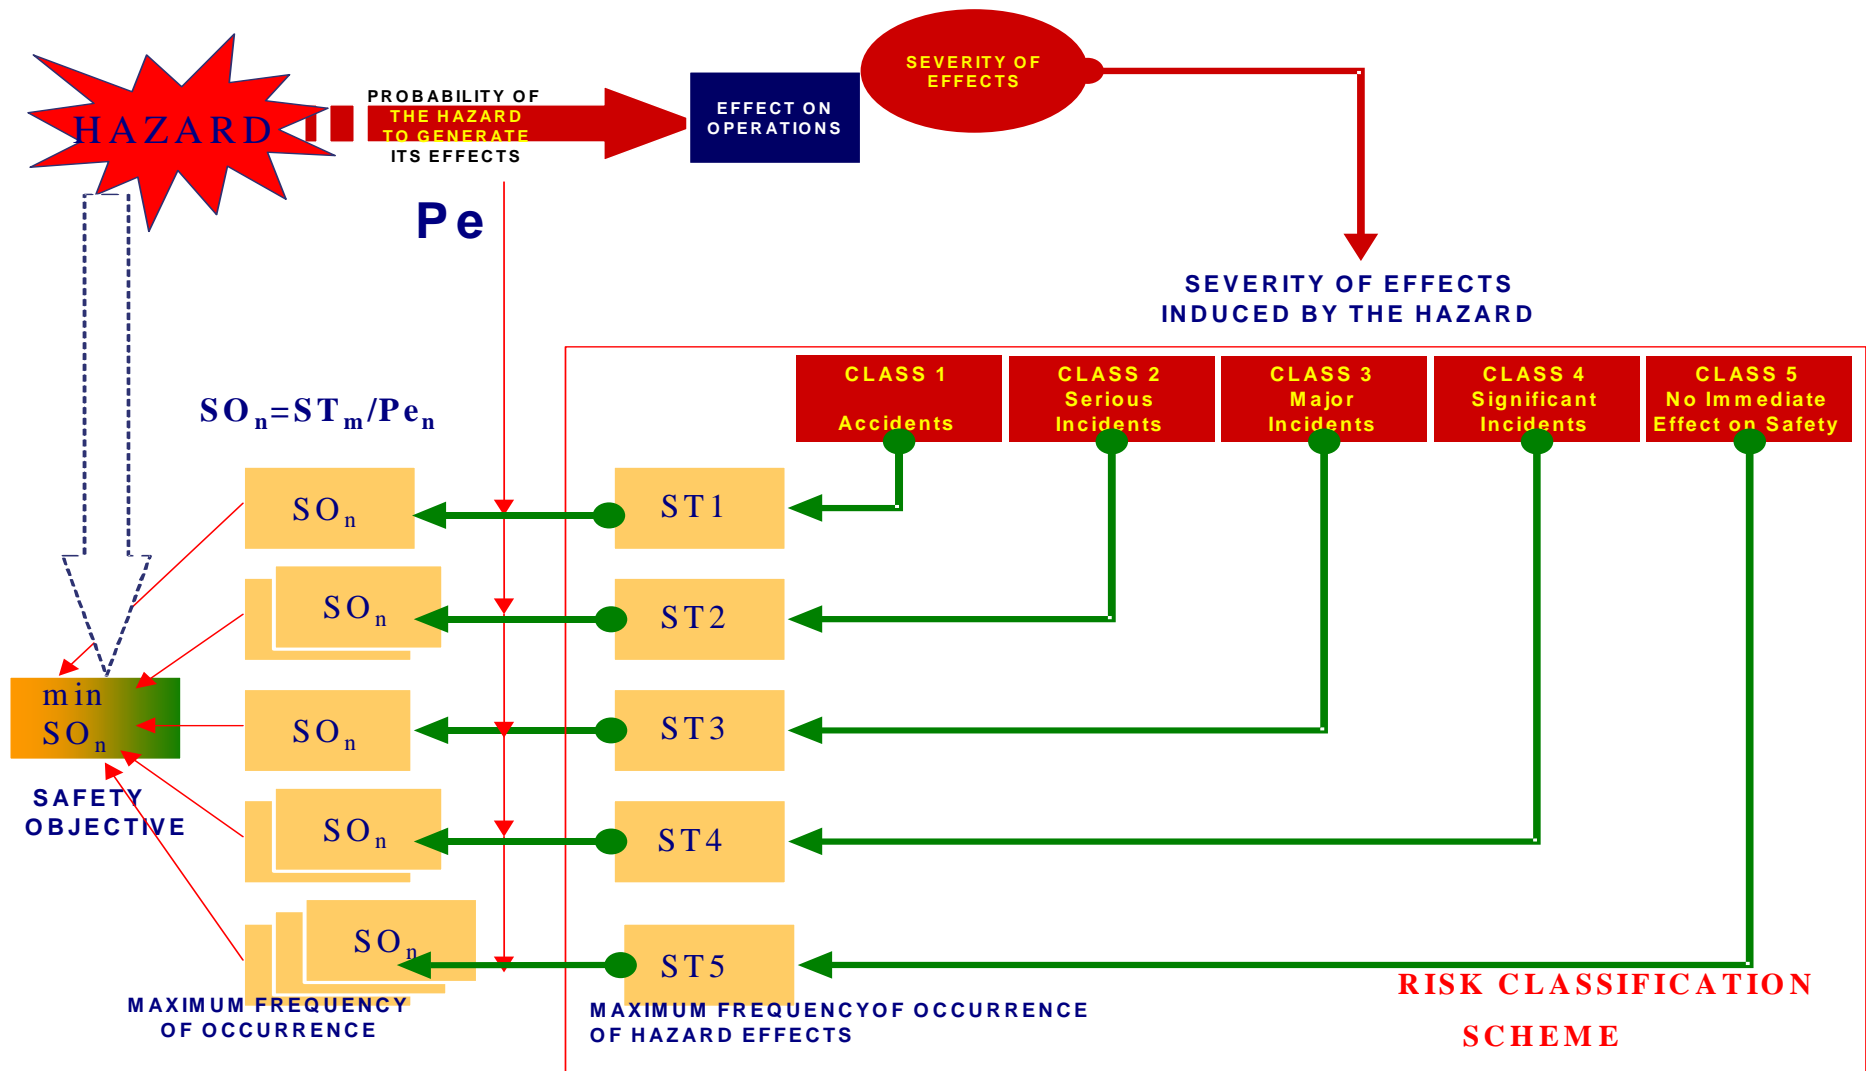 HAZARD
PROBABILITY OF
THE HAZARD
TO GENERATE
ITS EFFECTS
EFFECT ON
OPERATIONS
SEVERITY OF
EFFECTS
Pe
SEVERITY OF EFFECTS
INDUCED BY THE HAZARD
SOn=STm/Pen
CLASS 1
Accidents
CLASS 2
Serious
Incidents
CLASS 3
Major
Incidents
CLASS 4
Significant
Incidents
CLASS 5
No Immediate
Effect on Safety
SOn
ST1
SOn
ST2
min
SOn
SAFETY
OBJECTIVE
SOn
ST3
SOn
ST4
SOn
ST5
MAXIMUM FREQUENCY
OF OCCURRENCE
MAXIMUM FREQUENCYOF OCCURRENCE
OF HAZARD EFFECTS
RISK CLASSIFICATION
SCHEME